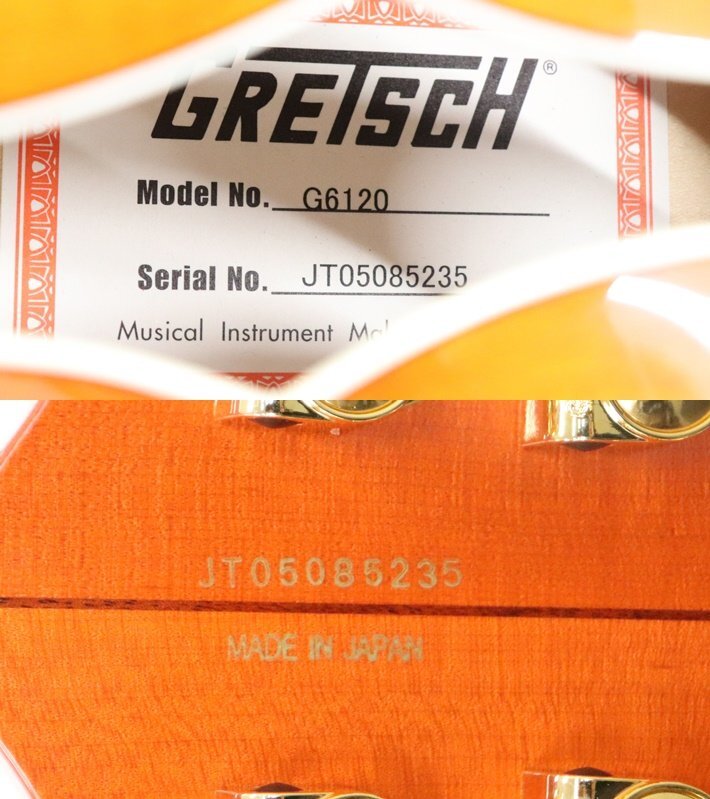 GRETSCH®
Model No. G6120
Serial No. JT05085235
Musical Instrument
JT05085235
MADE IN JAPAN